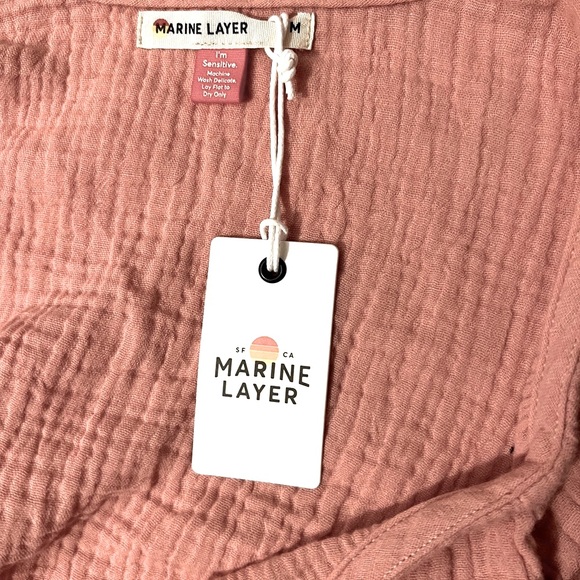 MARINE LAYER M
I'm
Sensitive.
Machine
Wash Delicate.
Lay Flat to
Dry Only
SF CA
MARINE
LAYER